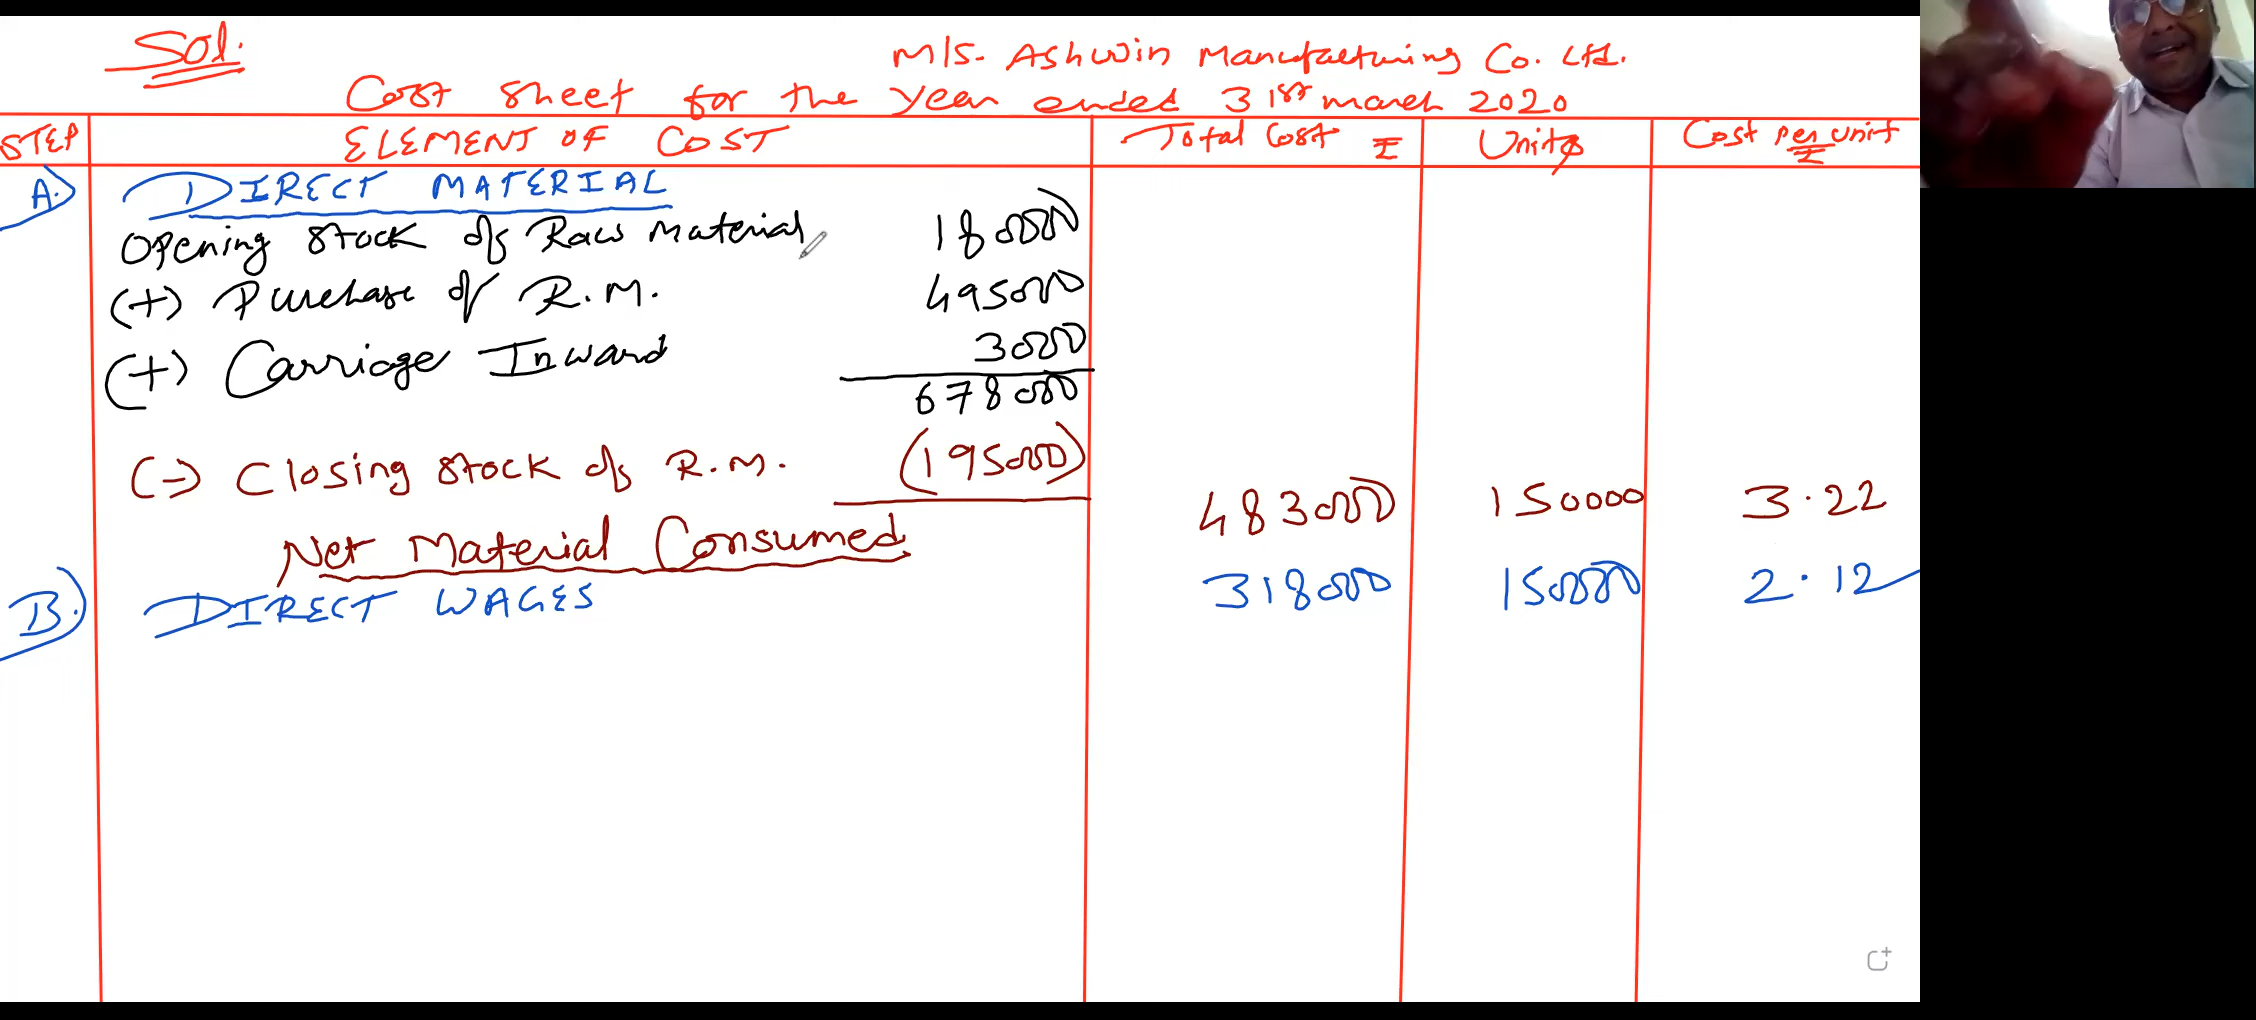 Sol.
M/S. Ashwin Manufacturing Co. Ltd.
Cost Sheet for the Year ended 31st march 2020
STEP ELEMENT OF COST Total Cost ₹ Units Cost per unit ₹
A. DIRECT MATERIAL
Opening Stock of Raw Material 180000
(+) Purchase of R.M. 495000
(+) Carriage Inward 3000
678000
(-) Closing Stock of R.M. (195000)
Net Material Consumed 483000 150000 3.22
B. DIRECT WAGES 318000 150000 2.12